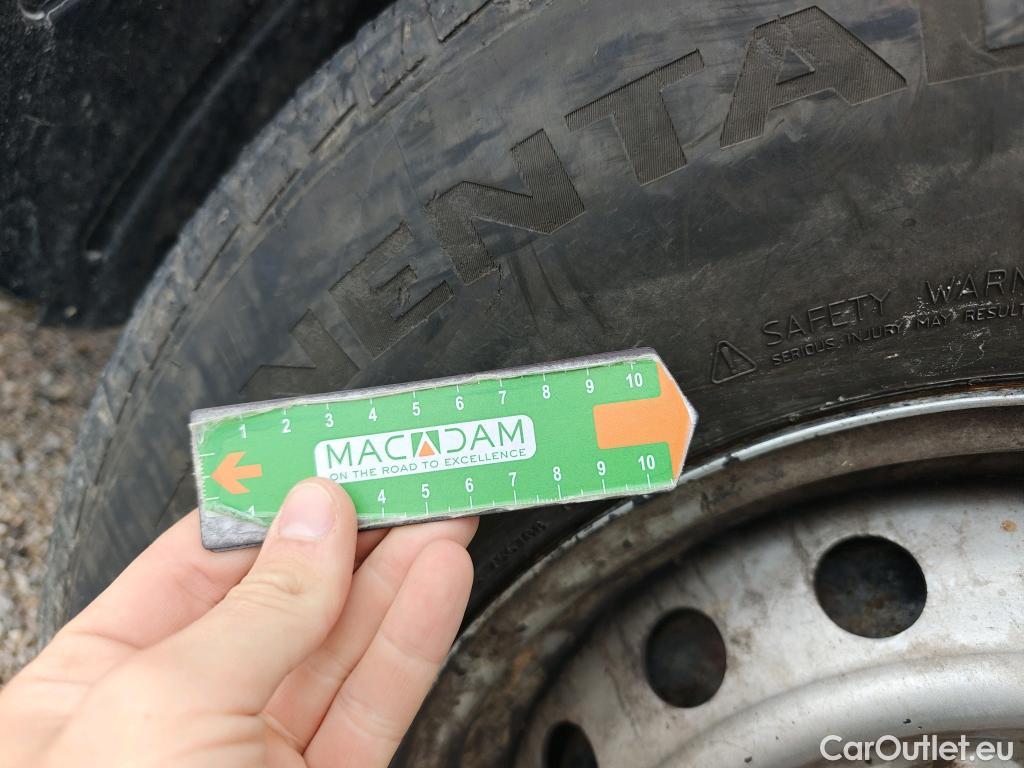 NENTAL
SAFETY WARN
SERIOUS INJURY MAY RESULT
1 2 3 4 5 6 7 8 9 10
MACADAM
ON THE ROAD TO EXCELLENCE
1 4 5 6 7 8 9 10
CarOutlet.eu